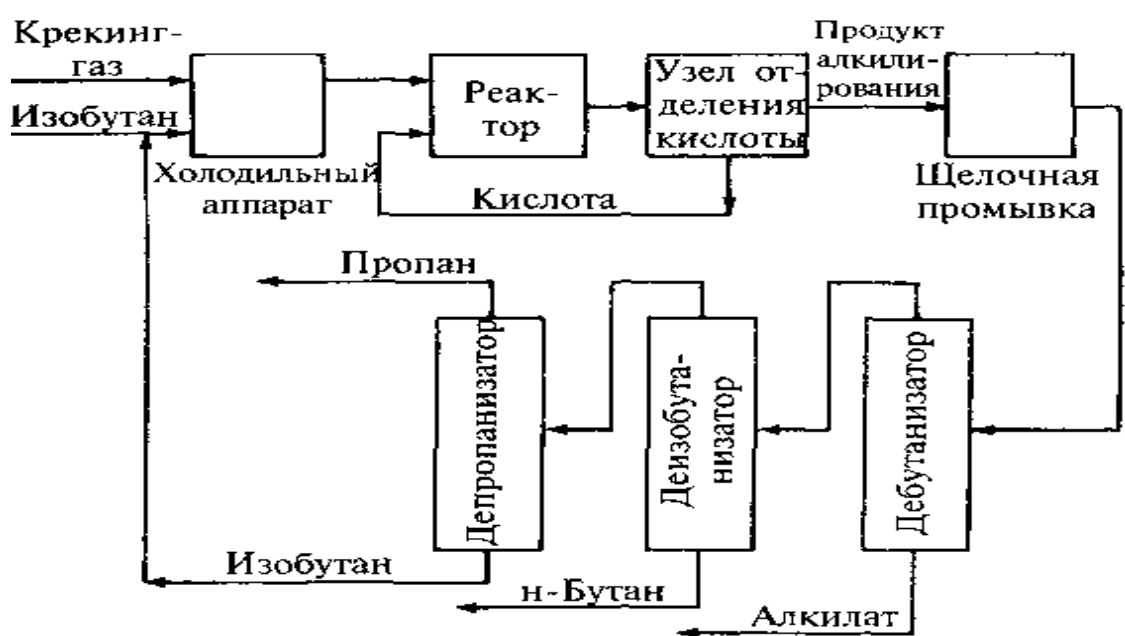 Крекинг-
газ
Изобутан
Холодильный
аппарат
Реак-
тор
Кислота
Узел от-
деления
кислоты
Продукт
алкили-
рования
Щелочная
промывка
Пропан
Депропанизатор
Деизобута-
низатор
Дебутанизатор
Изобутан
н-Бутан
Алкилат